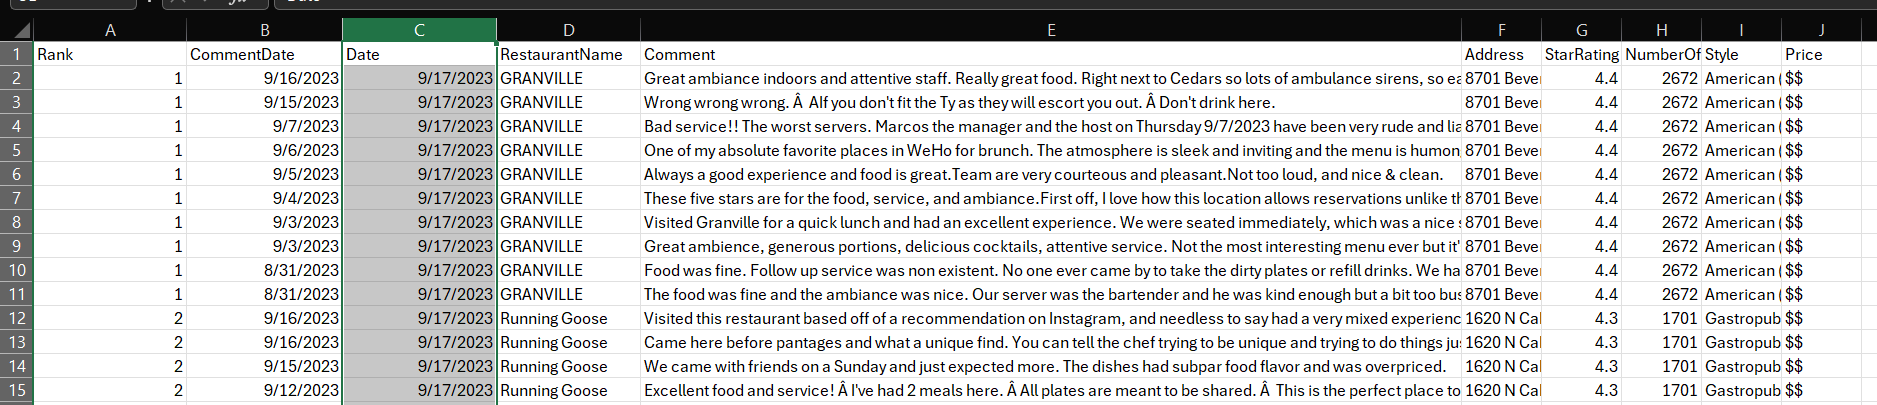 A B C D E F G H I J
1 Rank CommentDate Date RestaurantName Comment Address StarRating NumberOf Style Price
2 1 9/16/2023 9/17/2023 GRANVILLE Great ambiance indoors and attentive staff. Really great food. Right next to Cedars so lots of ambulance sirens, so ea 8701 Bever 4.4 2672 American ( $$
3 1 9/15/2023 9/17/2023 GRANVILLE Wrong wrong wrong. Â AIf you don't fit the Ty as they will escort you out. Â Don't drink here. 8701 Bever 4.4 2672 American ( $$
4 1 9/7/2023 9/17/2023 GRANVILLE Bad service!! The worst servers. Marcos the manager and the host on Thursday 9/7/2023 have been very rude and lia 8701 Bever 4.4 2672 American ( $$
5 1 9/6/2023 9/17/2023 GRANVILLE One of my absolute favorite places in WeHo for brunch. The atmosphere is sleek and inviting and the menu is humon 8701 Bever 4.4 2672 American ( $$
6 1 9/5/2023 9/17/2023 GRANVILLE Always a good experience and food is great.Team are very courteous and pleasant.Not too loud, and nice & clean. 8701 Bever 4.4 2672 American ( $$
7 1 9/4/2023 9/17/2023 GRANVILLE These five stars are for the food, service, and ambiance.First off, I love how this location allows reservations unlike th 8701 Bever 4.4 2672 American ( $$
8 1 9/3/2023 9/17/2023 GRANVILLE Visited Granville for a quick lunch and had an excellent experience. We were seated immediately, which was a nice s 8701 Bever 4.4 2672 American ( $$
9 1 9/3/2023 9/17/2023 GRANVILLE Great ambience, generous portions, delicious cocktails, attentive service. Not the most interesting menu ever but it' 8701 Bever 4.4 2672 American ( $$
10 1 8/31/2023 9/17/2023 GRANVILLE Food was fine. Follow up service was non existent. No one ever came by to take the dirty plates or refill drinks. We ha 8701 Bever 4.4 2672 American ( $$
11 1 8/31/2023 9/17/2023 GRANVILLE The food was fine and the ambiance was nice. Our server was the bartender and he was kind enough but a bit too bus 8701 Bever 4.4 2672 American ( $$
12 2 9/16/2023 9/17/2023 Running Goose Visited this restaurant based off of a recommendation on Instagram, and needless to say had a very mixed experienc 1620 N Cal 4.3 1701 Gastropub $$
13 2 9/16/2023 9/17/2023 Running Goose Came here before pantages and what a unique find. You can tell the chef trying to be unique and trying to do things ju 1620 N Cal 4.3 1701 Gastropub $$
14 2 9/15/2023 9/17/2023 Running Goose We came with friends on a Sunday and just expected more. The dishes had subpar food flavor and was overpriced. 1620 N Cal 4.3 1701 Gastropub $$
15 2 9/12/2023 9/17/2023 Running Goose Excellent food and service! Â I've had 2 meals here. Â All plates are meant to be shared. Â This is the perfect place to 1620 N Cal 4.3 1701 Gastropub $$